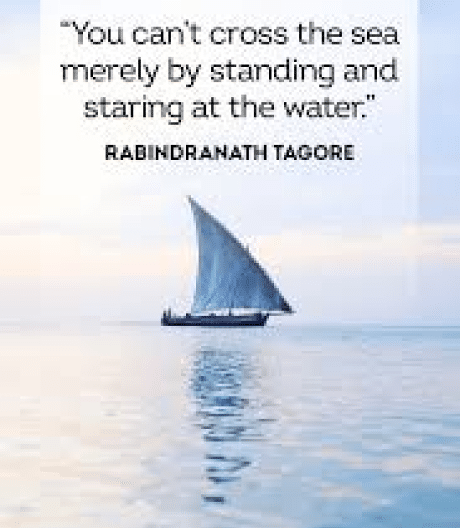 “You can't cross the sea
merely by standing and
staring at the water.”
RABINDRANATH TAGORE